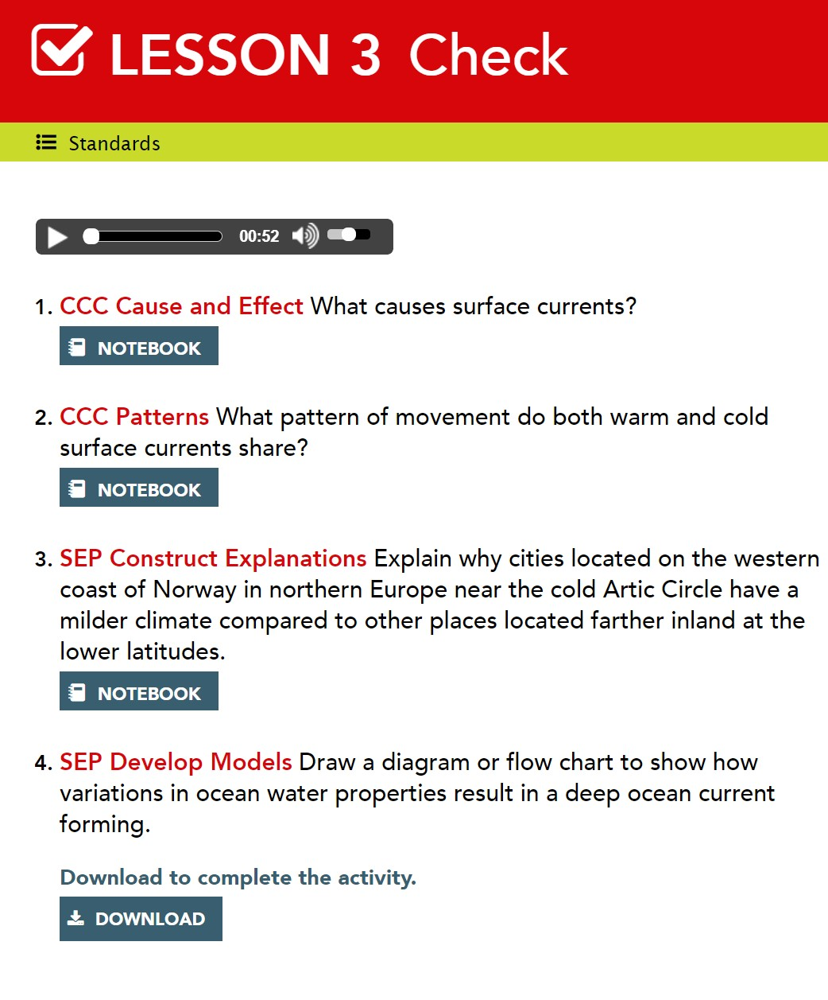 LESSON 3 Check
Standards
00:52
1. CCC Cause and Effect What causes surface currents?
NOTEBOOK
2. CCC Patterns What pattern of movement do both warm and cold
surface currents share?
NOTEBOOK
3. SEP Construct Explanations Explain why cities located on the western
coast of Norway in northern Europe near the cold Artic Circle have a
milder climate compared to other places located farther inland at the
lower latitudes.
NOTEBOOK
4. SEP Develop Models Draw a diagram or flow chart to show how
variations in ocean water properties result in a deep ocean current
forming.
Download to complete the activity.
DOWNLOAD